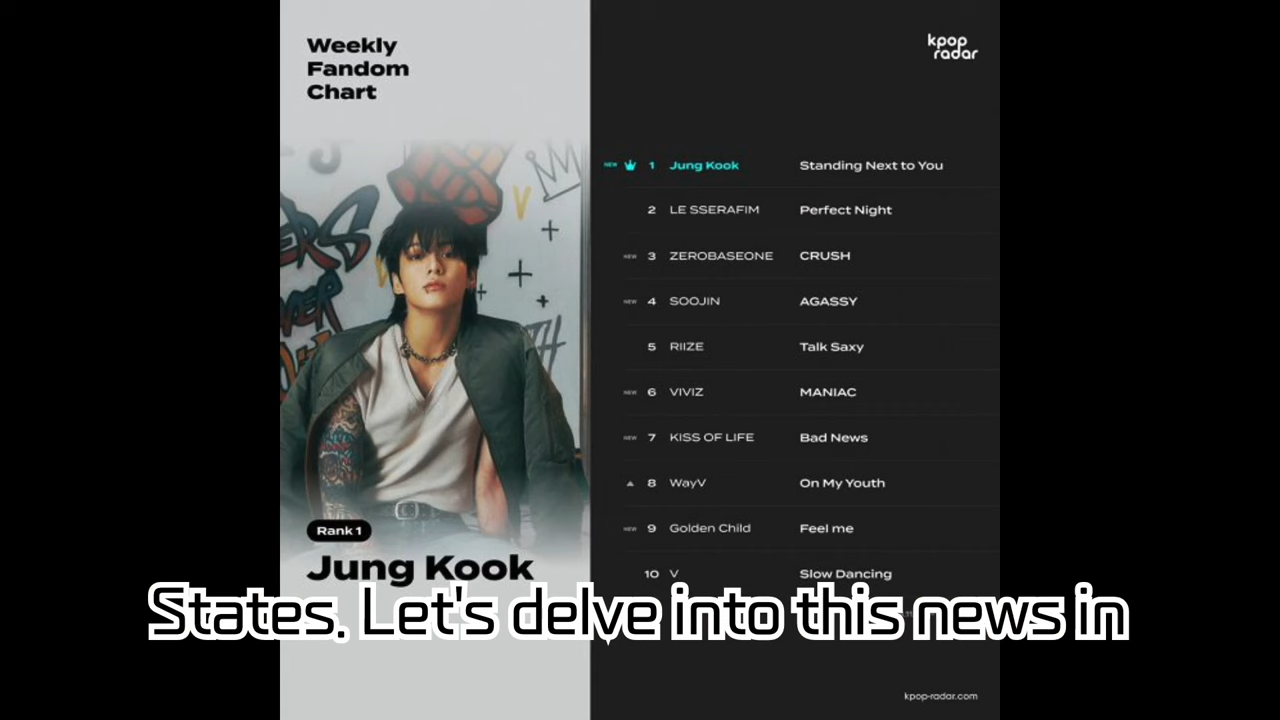 Weekly
Fandom
Chart
kpop
radar
NEW 1 Jung Kook Standing Next to You
2 LE SSERAFIM Perfect Night
NEW 3 ZEROBASEONE CRUSH
NEW 4 SOOJIN AGASSY
5 RIIZE Talk Saxy
NEW 6 VIVIZ MANIAC
NEW 7 KISS OF LIFE Bad News
8 WayV On My Youth
NEW 9 Golden Child Feel me
10 V Slow Dancing
Rank 1
Jung Kook
States. Let's delve into this news in
kpop-radar.com